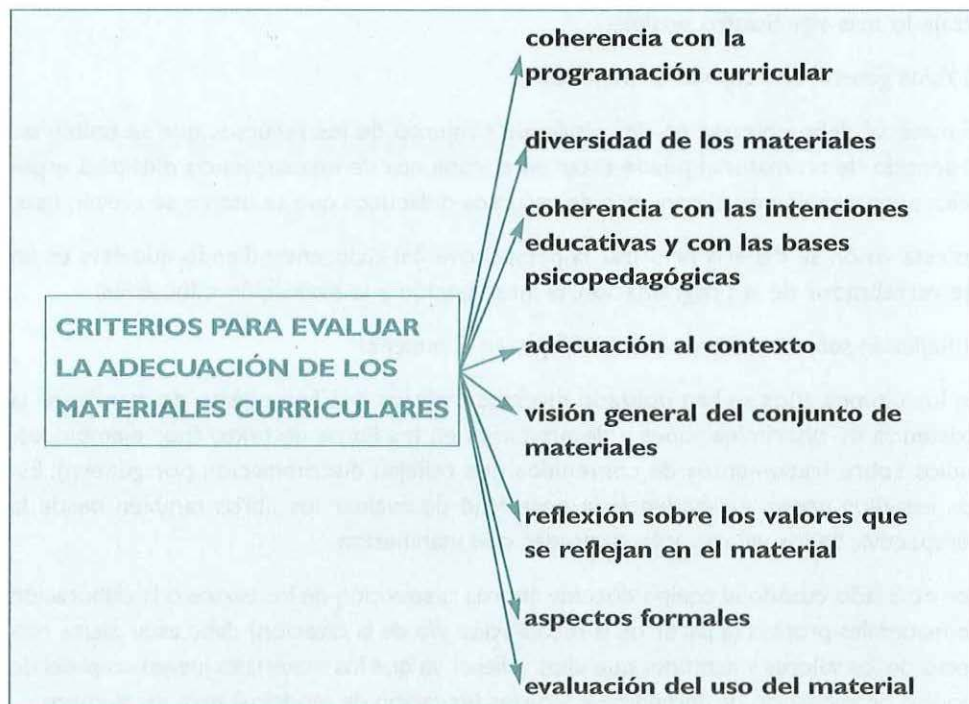 CRITERIOS PARA EVALUAR
LA ADECUACIÓN DE LOS
MATERIALES CURRICULARES
coherencia con la
programación curricular
diversidad de los materiales
coherencia con las intenciones
educativas y con las bases
psicopedagógicas
adecuación al contexto
visión general del conjunto de
materiales
reflexión sobre los valores que
se reflejan en el material
aspectos formales
evaluación del uso del material